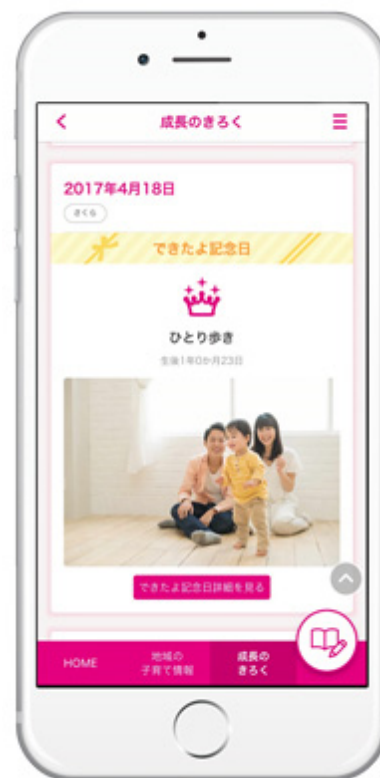 成長のきろく
2017年4月18日
さくら
できたよ記念日
ひとり歩き
生後1年0か月23日
できたよ記念日詳細を見る
HOME
地域の
子育て情報
成長の
きろく